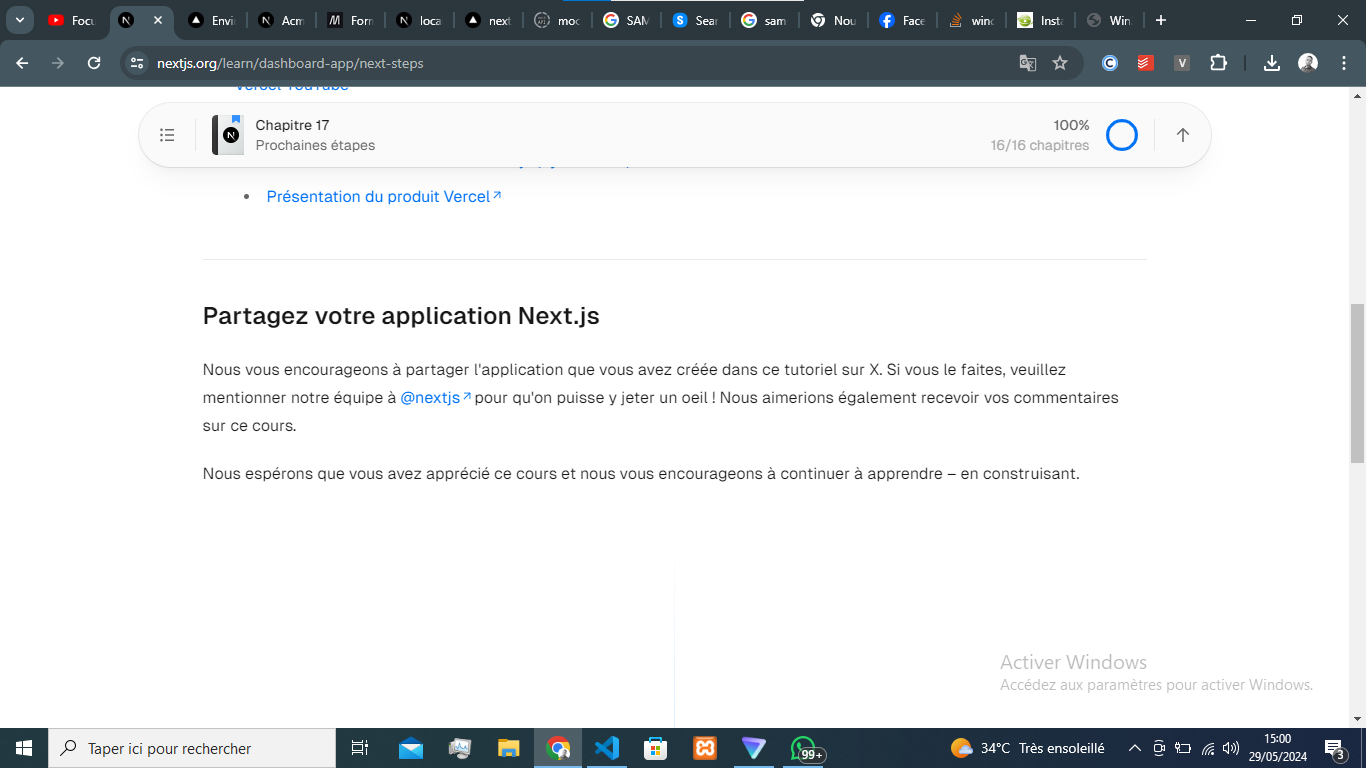 Focu
Envi
Acm
Forn
loca
next
moc
SAM
Sear
sam
Nou
Face
winc
Insta
Win.
nextjs.org/learn/dashboard-app/next-steps
Vercel YouTube
Chapitre 17
Prochaines étapes
100%
16/16 chapitres
Présentation du produit Vercel
Partagez votre application Next.js
Nous vous encourageons à partager l'application que vous avez créée dans ce tutoriel sur X. Si vous le faites, veuillez
mentionner notre équipe à @nextjs pour qu'on puisse y jeter un oeil ! Nous aimerions également recevoir vos commentaires
sur ce cours.
Nous espérons que vous avez apprécié ce cours et nous vous encourageons à continuer à apprendre – en construisant.
Activer Windows
Accédez aux paramètres pour activer Windows.
Taper ici pour rechercher
99+
34°C Très ensoleillé
15:00
29/05/2024
3